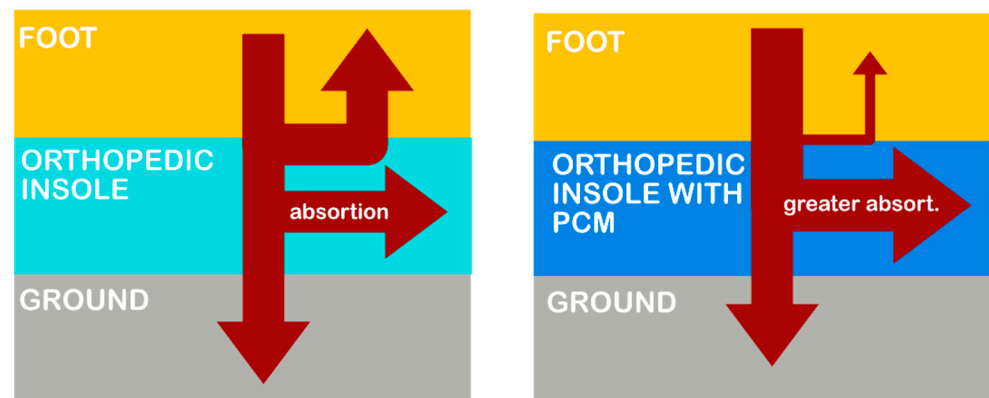 FOOT
ORTHOPEDIC
INSOLE
absortion
GROUND
FOOT
ORTHOPEDIC
INSOLE WITH
PCM
greater absort.
GROUND